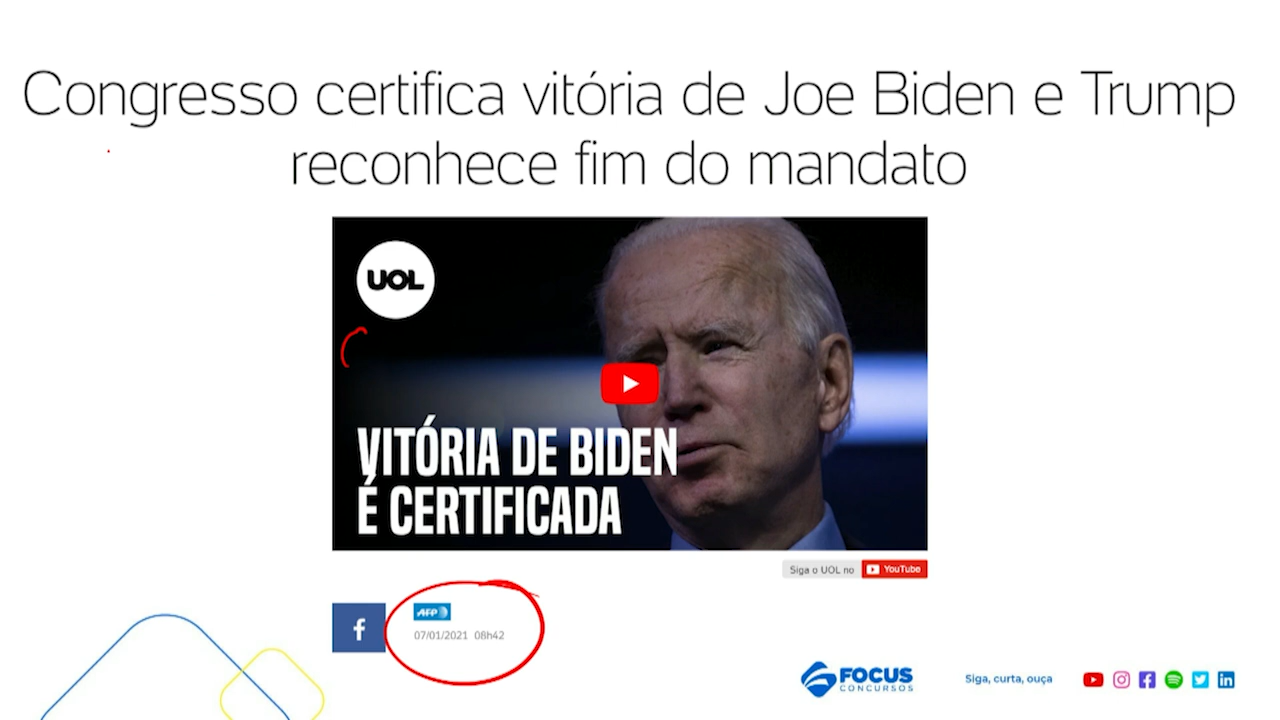 Congresso certifica vitória de Joe Biden e Trump
reconhece fim do mandato
UOL
VITÓRIA DE BIDEN
É CERTIFICADA
Siga o UOL no YouTube
f
AFP
07/01/2021 08h42
FOCUS
CONCURSOS
Siga, curta, ouça